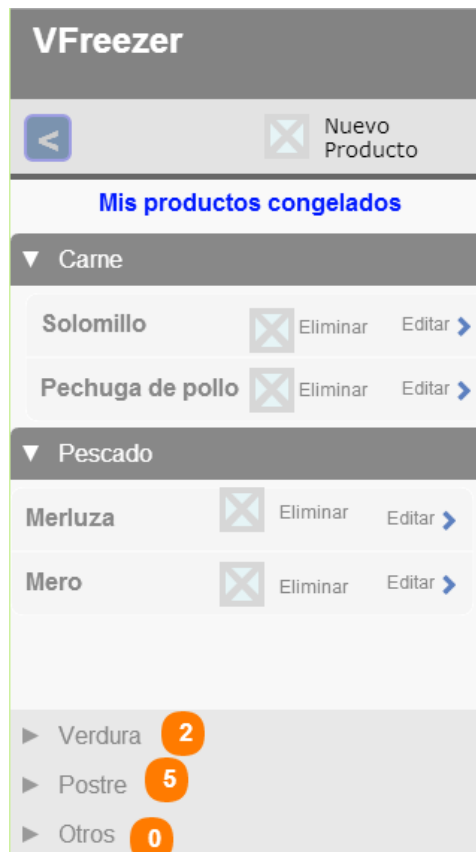 VFreezer
<
Nuevo
Producto
Mis productos congelados
▼ Carne
Solomillo Eliminar Editar
Pechuga de pollo Eliminar Editar
▼ Pescado
Merluza Eliminar Editar
Mero Eliminar Editar
► Verdura 2
► Postre 5
► Otros 0